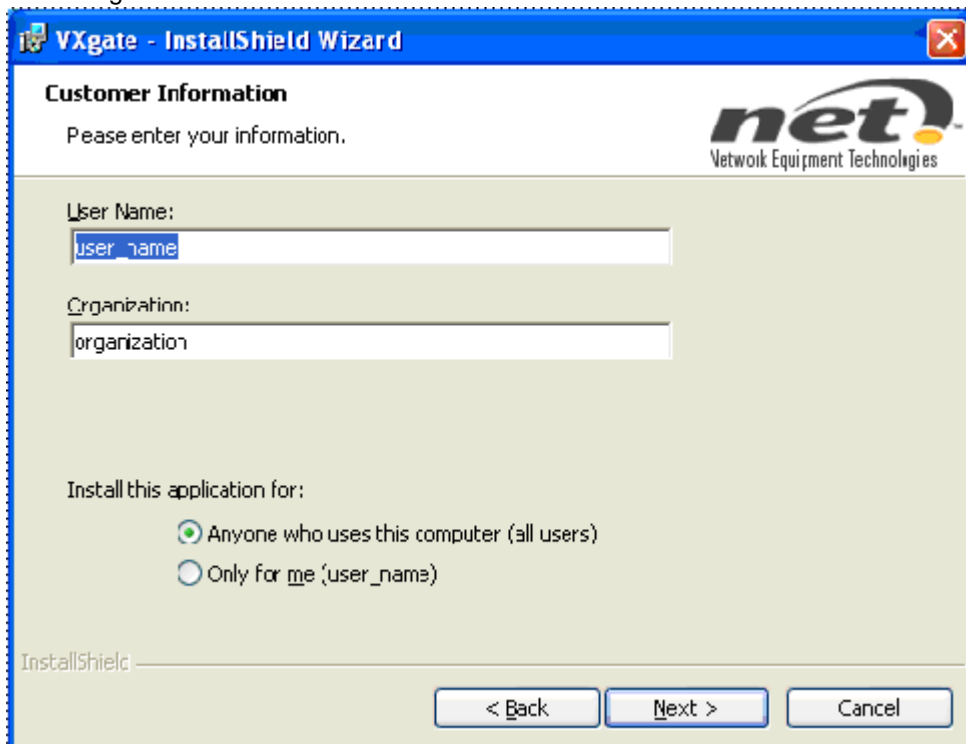 VXgate - InstallShield Wizard
Customer Information
Please enter your information.
net
Network Equipment Technologies
User Name:
user_name
Organization:
organization
Install this application for:
Anyone who uses this computer (all users)
Only for me (user_name)
InstallShield
< Back
Next >
Cancel